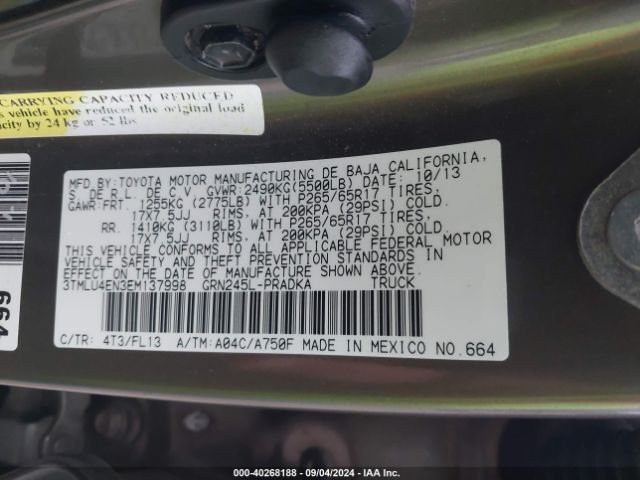 CARRYING CAPACITY REDUCED
s vehicle have reduced the original load
acity by 24 kg or 52 lbs
MFD. BY: TOYOTA MOTOR MANUFACTURING DE BAJA CALIFORNIA,
S. DE R.L. DE C.V. GVWR: 2490KG(5500LB) DATE: 10/13
GAWR:FRT. 1255KG (2775LB) WITH P265/65R17 TIRES,
17X7.5JJ RIMS, AT 200KPA (29PSI) COLD.
RR. 1410KG (3110LB) WITH P265/65R17 TIRES,
17X7.5JJ RIMS, AT 200KPA (29PSI) COLD.
THIS VEHICLE CONFORMS TO ALL APPLICABLE FEDERAL MOTOR
VEHICLE SAFETY AND THEFT PREVENTION STANDARDS IN
EFFECT ON THE DATE OF MANUFACTURE SHOWN ABOVE.
3TMLU4EN3EM137998 GRN245L-PRADKA TRUCK
C/TR: 4T3/FL13 A/TM:A04C/A750F MADE IN MEXICO NO.664
664
000-40268188 - 09/04/2024 - IAA Inc.